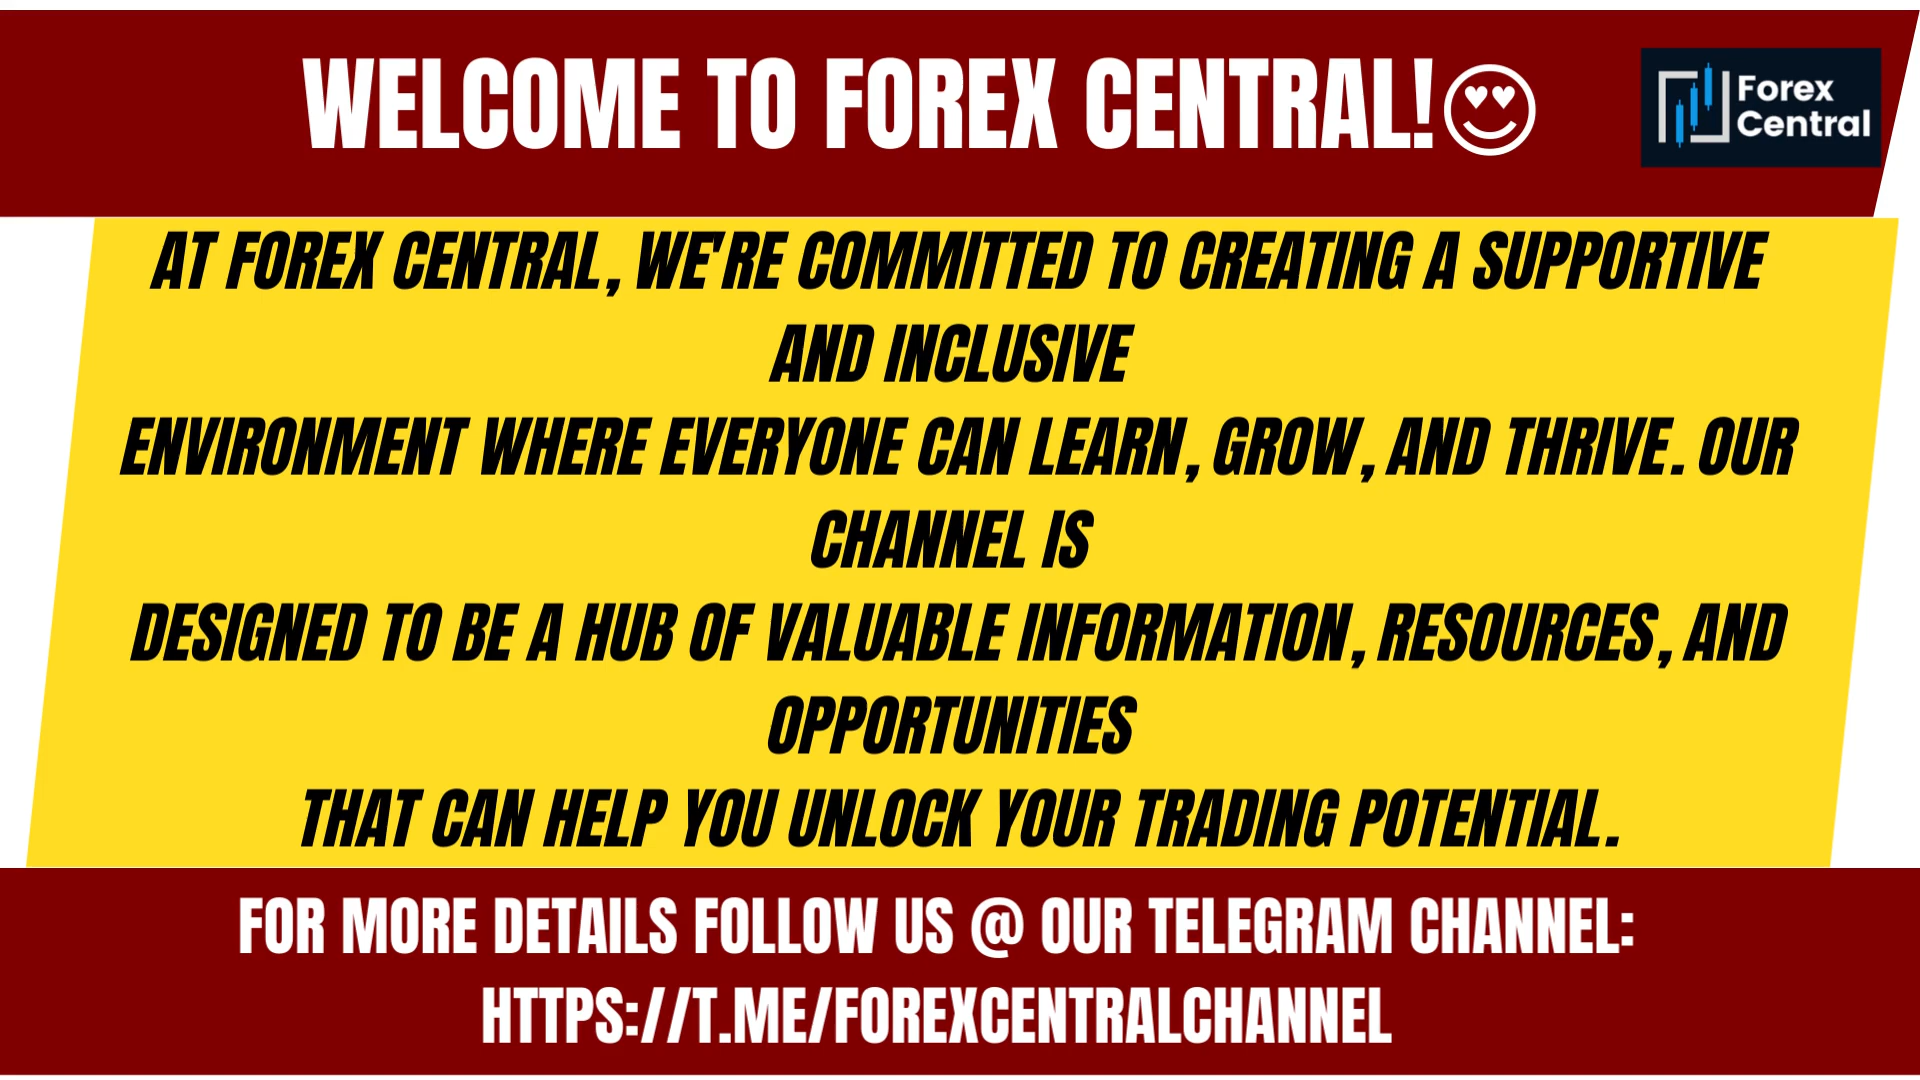 WELCOME TO FOREX CENTRAL!😍
Forex
Central
AT FOREX CENTRAL, WE'RE COMMITTED TO CREATING A SUPPORTIVE
AND INCLUSIVE
ENVIRONMENT WHERE EVERYONE CAN LEARN, GROW, AND THRIVE. OUR
CHANNEL IS
DESIGNED TO BE A HUB OF VALUABLE INFORMATION, RESOURCES, AND
OPPORTUNITIES
THAT CAN HELP YOU UNLOCK YOUR TRADING POTENTIAL.
FOR MORE DETAILS FOLLOW US @ OUR TELEGRAM CHANNEL:
HTTPS://T.ME/FOREXCENTRALCHANNEL